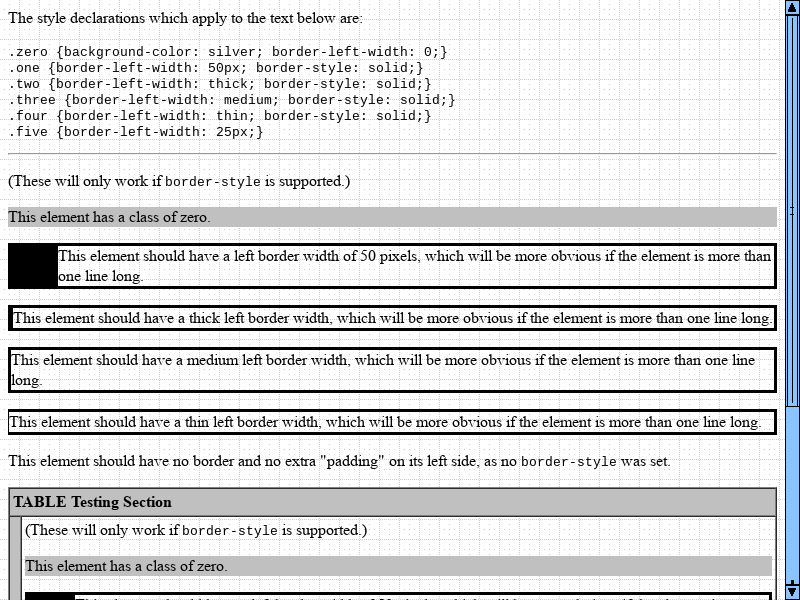 The style declarations which apply to the text below are:
.zero {background-color: silver; border-left-width: 0;}
.one {border-left-width: 50px; border-style: solid;}
.two {border-left-width: thick; border-style: solid;}
.three {border-left-width: medium; border-style: solid;}
.four {border-left-width: thin; border-style: solid;}
.five {border-left-width: 25px;}
(These will only work if border-style is supported.)
This element has a class of zero.
This element should have a left border width of 50 pixels, which will be more obvious if the element is more than
one line long.
This element should have a thick left border width, which will be more obvious if the element is more than one line long.
This element should have a medium left border width, which will be more obvious if the element is more than one line
long.
This element should have a thin left border width, which will be more obvious if the element is more than one line long.
This element should have no border and no extra "padding" on its left side, as no border-style was set.
TABLE Testing Section
(These will only work if border-style is supported.)
This element has a class of zero.